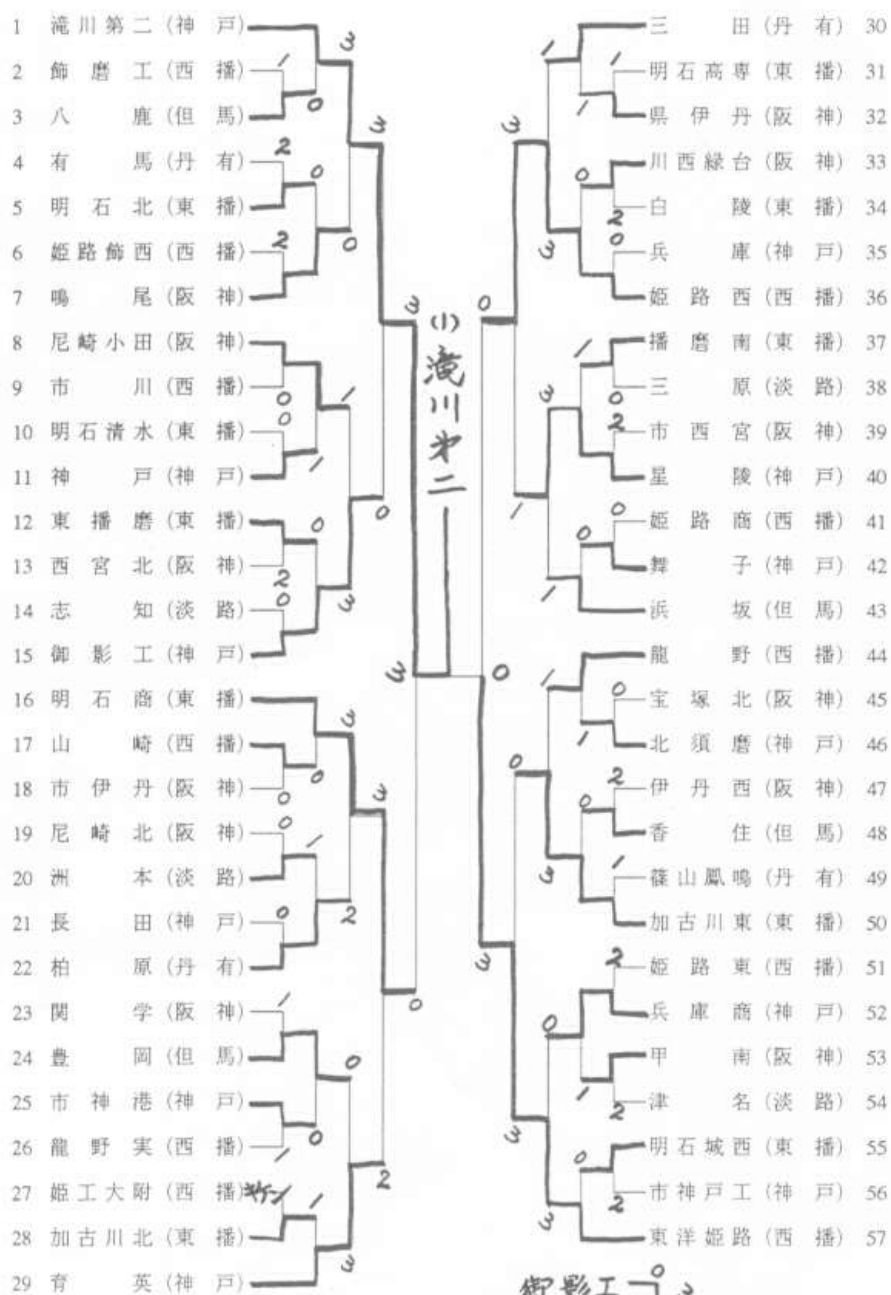 1 滝川第二(神戸)
2 飾磨工(西播)
3 八鹿(但馬)
4 有馬(丹有)
5 明石北(東播)
6 姫路飾西(西播)
7 鳴尾(阪神)
8 尼崎小田(阪神)
9 市川(西播)
10 明石清水(東播)
11 神戸(神戸)
12 東播磨(東播)
13 西宮北(阪神)
14 志知(淡路)
15 御影工(神戸)
16 明石商(東播)
17 山崎(西播)
18 市伊丹(阪神)
19 尼崎北(阪神)
20 洲本(淡路)
21 長田(神戸)
22 柏原(丹有)
23 関学(阪神)
24 豊岡(但馬)
25 市神港(神戸)
26 龍野実(西播)
27 姫工大附(西播)キケン
28 加古川北(東播)
29 育英(神戸)
(1)
滝川才二
三田(丹有) 30
明石高専(東播) 31
県伊丹(阪神) 32
川西緑台(阪神) 33
白陵(東播) 34
兵庫(神戸) 35
姫路西(西播) 36
播磨南(東播) 37
三原(淡路) 38
市西宮(阪神) 39
星陵(神戸) 40
姫路商(西播) 41
舞子(神戸) 42
浜坂(但馬) 43
龍野(西播) 44
宝塚北(阪神) 45
北須磨(神戸) 46
伊丹西(阪神) 47
香住(但馬) 48
篠山鳳鳴(丹有) 49
加古川東(東播) 50
姫路東(西播) 51
兵庫商(神戸) 52
甲南(阪神) 53
津名(淡路) 54
明石城西(東播) 55
市神戸工(神戸) 56
東洋姫路(西播) 57
御影工 0